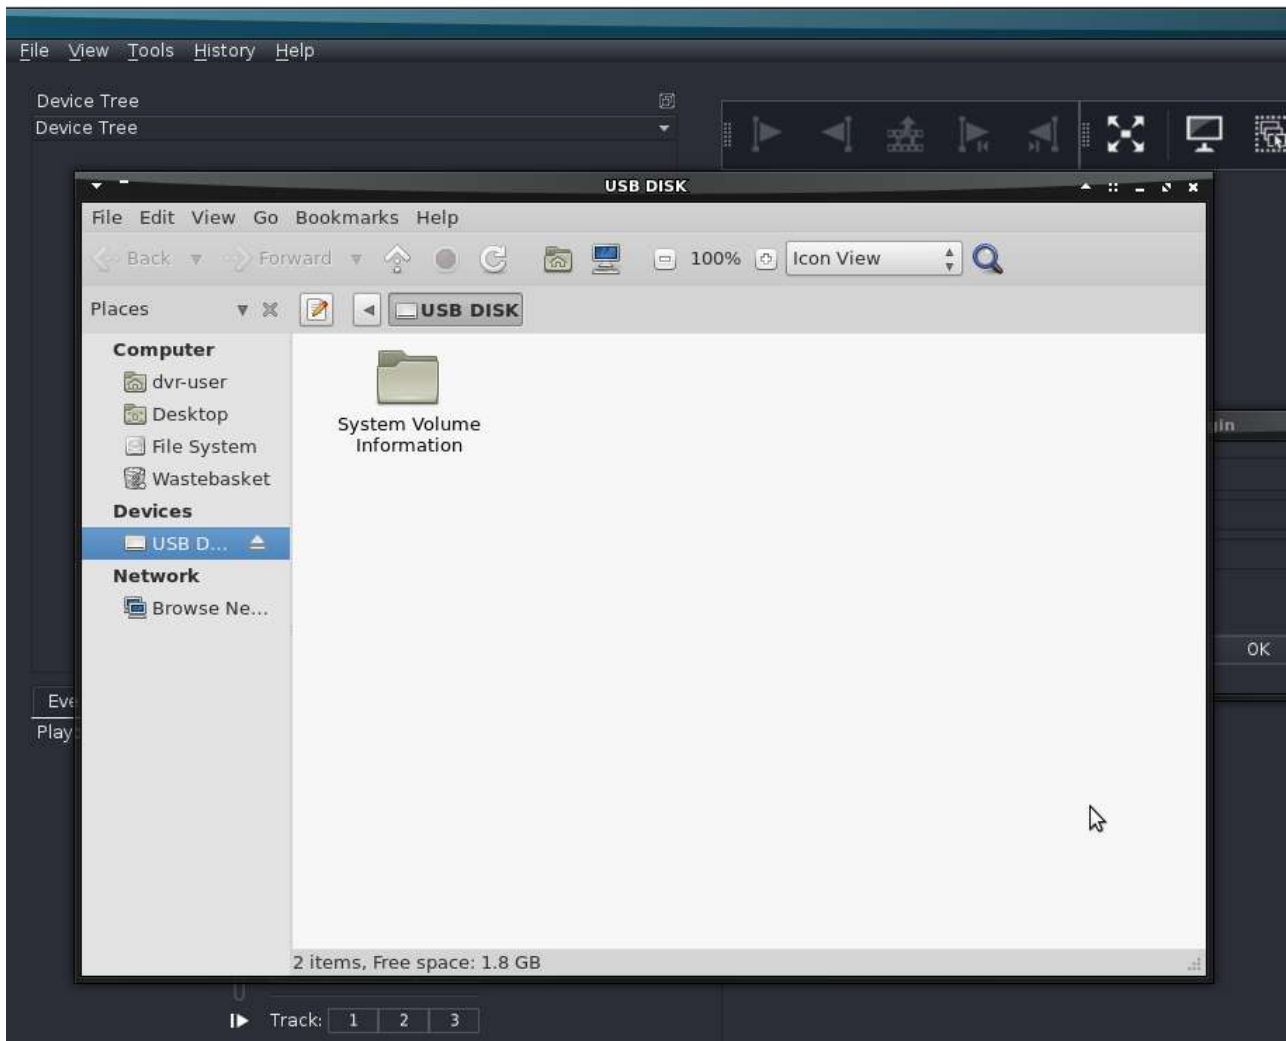 File View Tools History Help
Device Tree
Device Tree
USB DISK
File Edit View Go Bookmarks Help
Back Forward 100% Icon View
Places USB DISK
Computer
dvr-user
Desktop
File System
Wastebasket
Devices
USB D...
Network
Browse Ne...
System Volume
Information
2 items, Free space: 1.8 GB
gin
OK
Eve
Play
Track: 1 2 3